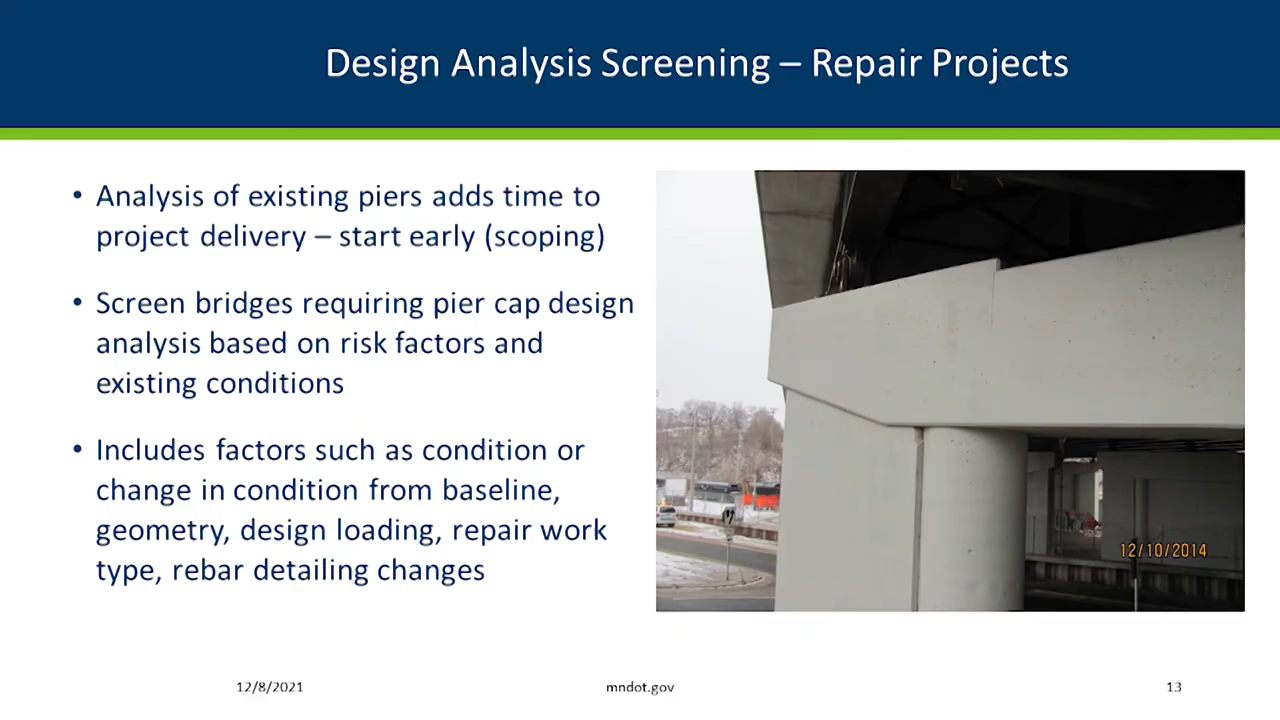 Design Analysis Screening – Repair Projects
• Analysis of existing piers adds time to
project delivery – start early (scoping)
• Screen bridges requiring pier cap design
analysis based on risk factors and
existing conditions
• Includes factors such as condition or
change in condition from baseline,
geometry, design loading, repair work
type, rebar detailing changes
12/10/2014
12/8/2021
mndot.gov
13